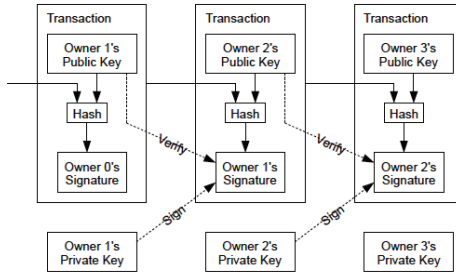 Transaction
Owner 1's
Public Key
Hash
Owner 0's
Signature
Transaction
Owner 2's
Public Key
Hash
Verify
Owner 1's
Signature
Sign
Transaction
Owner 3's
Public Key
Hash
Verify
Owner 2's
Signature
Sign
Owner 1's
Private Key
Owner 2's
Private Key
Owner 3's
Private Key